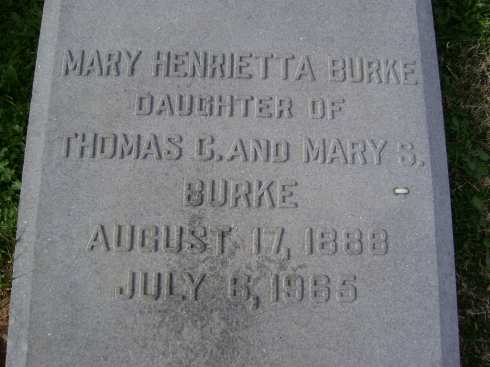 MARY HENRIETTA BURKE
DAUGHTER OF
THOMAS C. AND MARY S.
BURKE
AUGUST 17, 1888
JULY 6, 1965